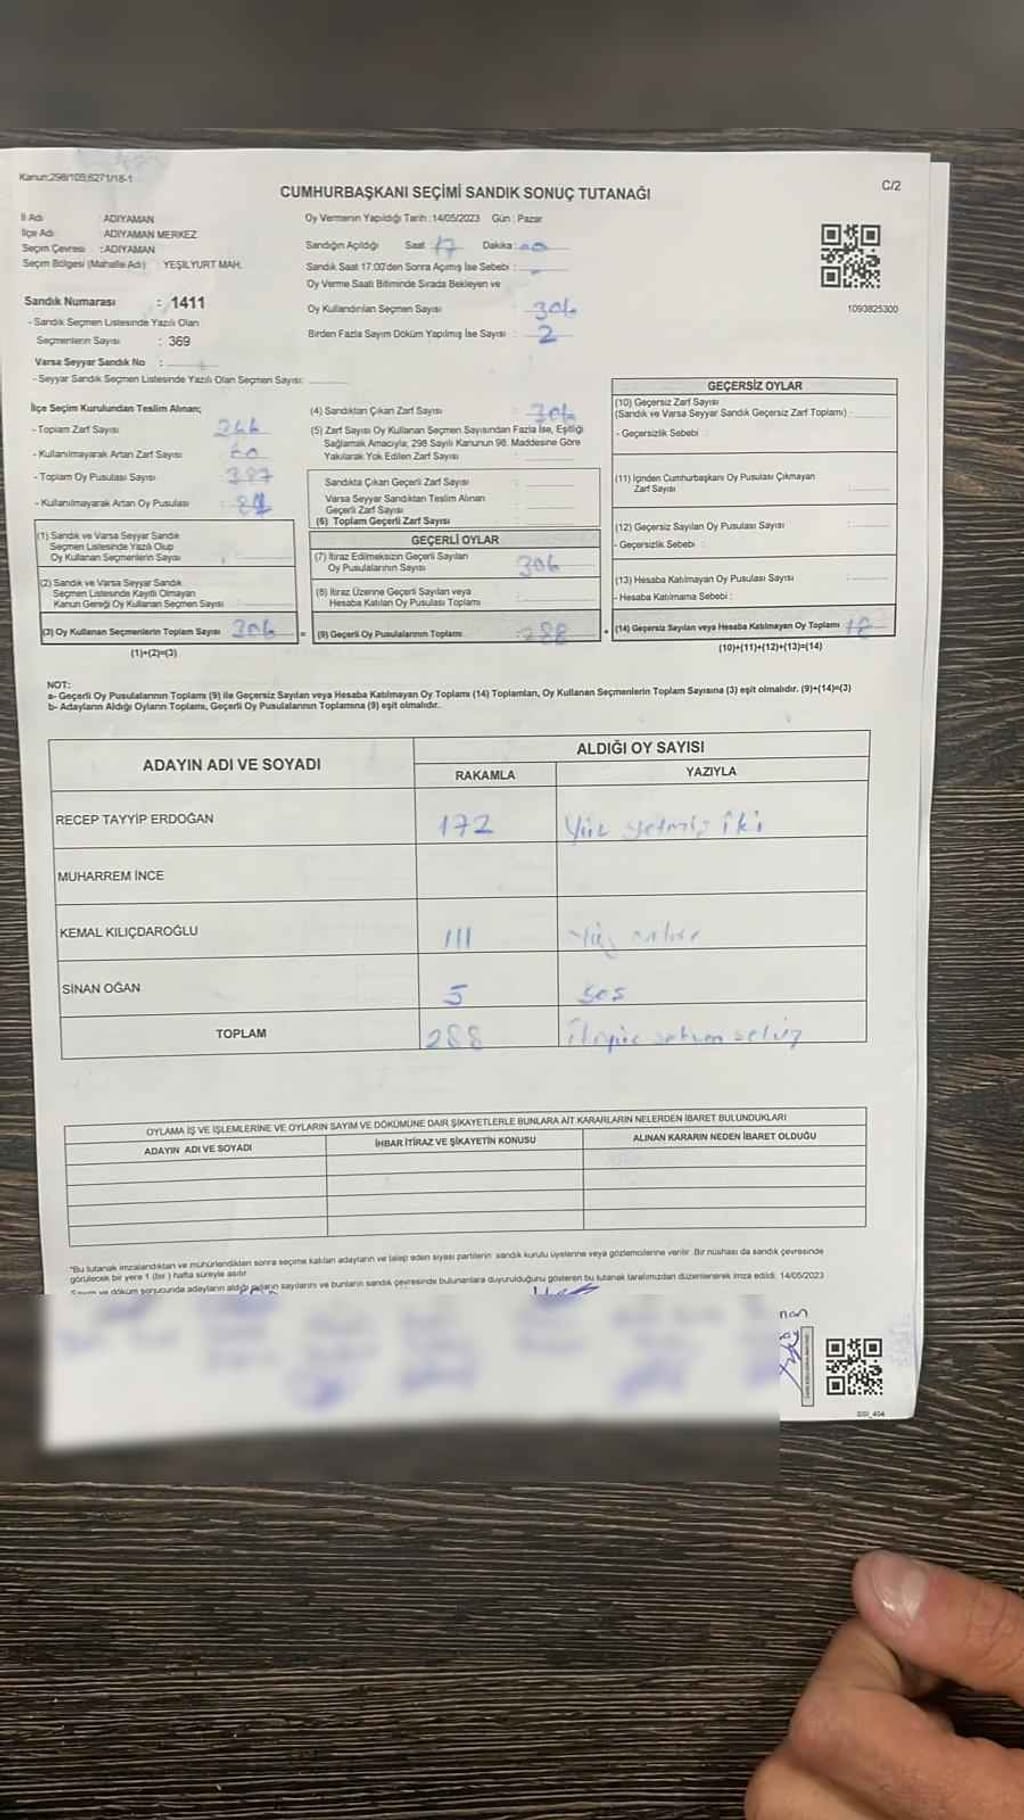 Kanun:298/109;6271/18-1
C/2
CUMHURBAŞKANI SEÇİMİ SANDIK SONUÇ TUTANAĞI
İl Adı ADIYAMAN
İlçe Adı ADIYAMAN MERKEZ
Seçim Çevresi : ADIYAMAN
Seçim Bölgesi (Mahalle Adı) YEŞİLYURT MAH.
Sandık Numarası : 1411
- Sandık Seçmen Listesinde Yazılı Olan
Seçmenlerin Sayısı : 369
Varsa Seyyar Sandık No :
- Seyyar Sandık Seçmen Listesinde Yazılı Olan Seçmen Sayısı:
Oy Vermenin Yapıldığı Tarih : 14/05/2023 Gün : Pazar
Sandığın Açıldığı Saat 17 Dakika: 00
Sandık Saat 17:00'den Sonra Açımış İse Sebebi :
Oy Verme Saati Bitiminde Sırada Bekleyen ve
Oy Kullandırılan Seçmen Sayısı : 306
Birden Fazla Sayım Döküm Yapılmış İse Sayısı : 2
1093825300
İlçe Seçim Kurulundan Teslim Alınan;
- Toplam Zarf Sayısı
- Kullanılmayarak Artan Zarf Sayısı
- Toplam Oy Pusulası Sayısı 387
- Kullanılmayarak Artan Oy Pusulası
(1) Sandık ve Varsa Seyyar Sandık
Seçmen Listesinde Yazılı Olup
Oy Kullanan Seçmenlerin Sayısı
(2) Sandık ve Varsa Seyyar Sandık
Seçmen Listesinde Kayıtlı Olmayan
Kanun Gereği Oy Kullanan Seçmen Sayısı
(3) Oy Kullanan Seçmenlerin Toplam Sayısı 306
(1)+(2)=(3)
(4) Sandıktan Çıkan Zarf Sayısı : 306
(5) Zarf Sayısı Oy Kullanan Seçmen Sayısından Fazla İse, Eşitliği
Sağlamak Amacıyla; 298 Sayılı Kanunun 98. Maddesine Göre
Yakılarak Yok Edilen Zarf Sayısı
Sandıkta Çıkan Geçerli Zarf Sayısı :
Varsa Seyyar Sandıktan Teslim Alınan
Geçerli Zarf Sayısı :
(6) Toplam Geçerli Zarf Sayısı :
GEÇERLİ OYLAR
(7) İtiraz Edilmeksizin Geçerli Sayılan
Oy Pusulalarının Sayısı 306
(8) İtiraz Üzerine Geçerli Sayılan veya
Hesaba Katılan Oy Pusulası Toplamı
= (9) Geçerli Oy Pusulalarının Toplamı : 288
GEÇERSİZ OYLAR
(10) Geçersiz Zarf Sayısı
(Sandık ve Varsa Seyyar Sandık Geçersiz Zarf Toplamı) :
- Geçersizlik Sebebi :
(11) İçinden Cumhurbaşkanı Oy Pusulası Çıkmayan
Zarf Sayısı
(12) Geçersiz Sayılan Oy Pusulası Sayısı :
- Geçersizlik Sebebi :
(13) Hesaba Katılmayan Oy Pusulası Sayısı :
- Hesaba Katılmama Sebebi :
+ (14) Geçersiz Sayılan veya Hesaba Katılmayan Oy Toplamı 18
(10)+(11)+(12)+(13)=(14)
NOT:
a- Geçerli Oy Pusulalarının Toplamı (9) ile Geçersiz Sayılan veya Hesaba Katılmayan Oy Toplamı (14) Toplamları, Oy Kullanan Seçmenlerin Toplam Sayısına (3) eşit olmalıdır. (9)+(14)=(3)
b- Adayların Aldığı Oyların Toplamı, Geçerli Oy Pusulalarının Toplamına (9) eşit olmalıdır.
ADAYIN ADI VE SOYADI
ALDIĞI OY SAYISI
RAKAMLA YAZIYLA
RECEP TAYYİP ERDOĞAN 172 Yüz yetmiş iki
MUHARREM İNCE
KEMAL KILIÇDAROĞLU 111 Yüz
SİNAN OĞAN 5
TOPLAM 288
OYLAMA İŞ VE İŞLEMLERİNE VE OYLARIN SAYIM VE DÖKÜMÜNE DAİR ŞİKAYETLERLE BUNLARA AİT KARARLARIN NELERDEN İBARET BULUNDUKLARI
ADAYIN ADI VE SOYADI İHBAR İTİRAZ VE ŞİKAYETİN KONUSU ALINAN KARARIN NEDEN İBARET OLDUĞU
*Bu tutanak imzalandıktan ve mühürlendikten sonra seçime katılan adayların ve talep eden siyasi partilerin sandık kurulu üyelerine veya gözlemcilerine verilir. Bir nüshası da sandık çevresinde
görülecek bir yere 1 (bir) hafta süreyle asılır.
Sayım ve döküm sonucunda adayların aldığı oyların sayılarını ve bunların sandık çevresinde bulunanlara duyurulduğunu gösteren bu tutanak tarafımızdan düzenlenerek imza edildi. 14/05/2023